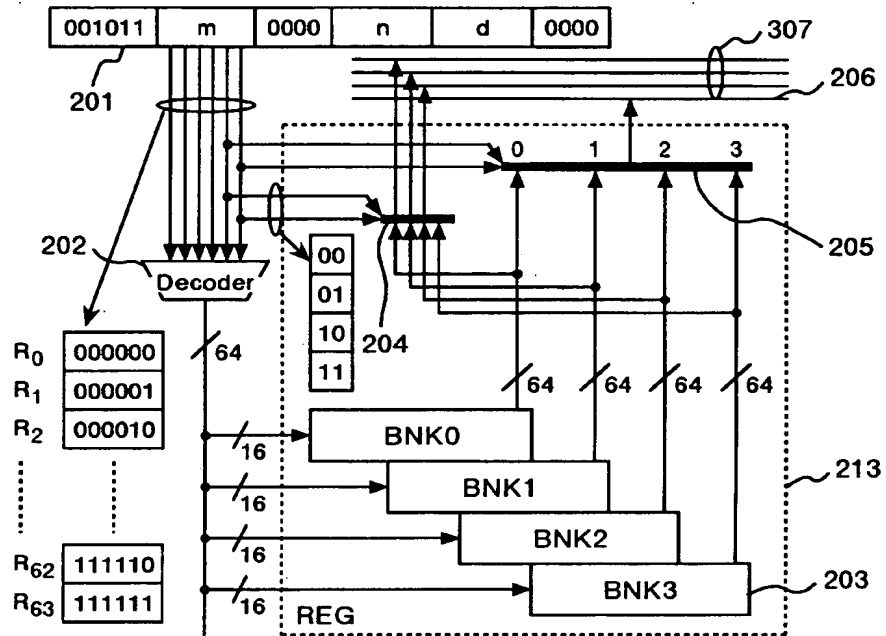 001011 m 0000 n d 0000
307
201
206
0 1 2 3
202
205
Decoder
00
01
10
11
204
64
R0 000000
R1 000001
R2 000010
64 64 64 64
BNK0
16
213
BNK1
16
BNK2
16
R62 111110
BNK3
203
R63 111111
16
REG